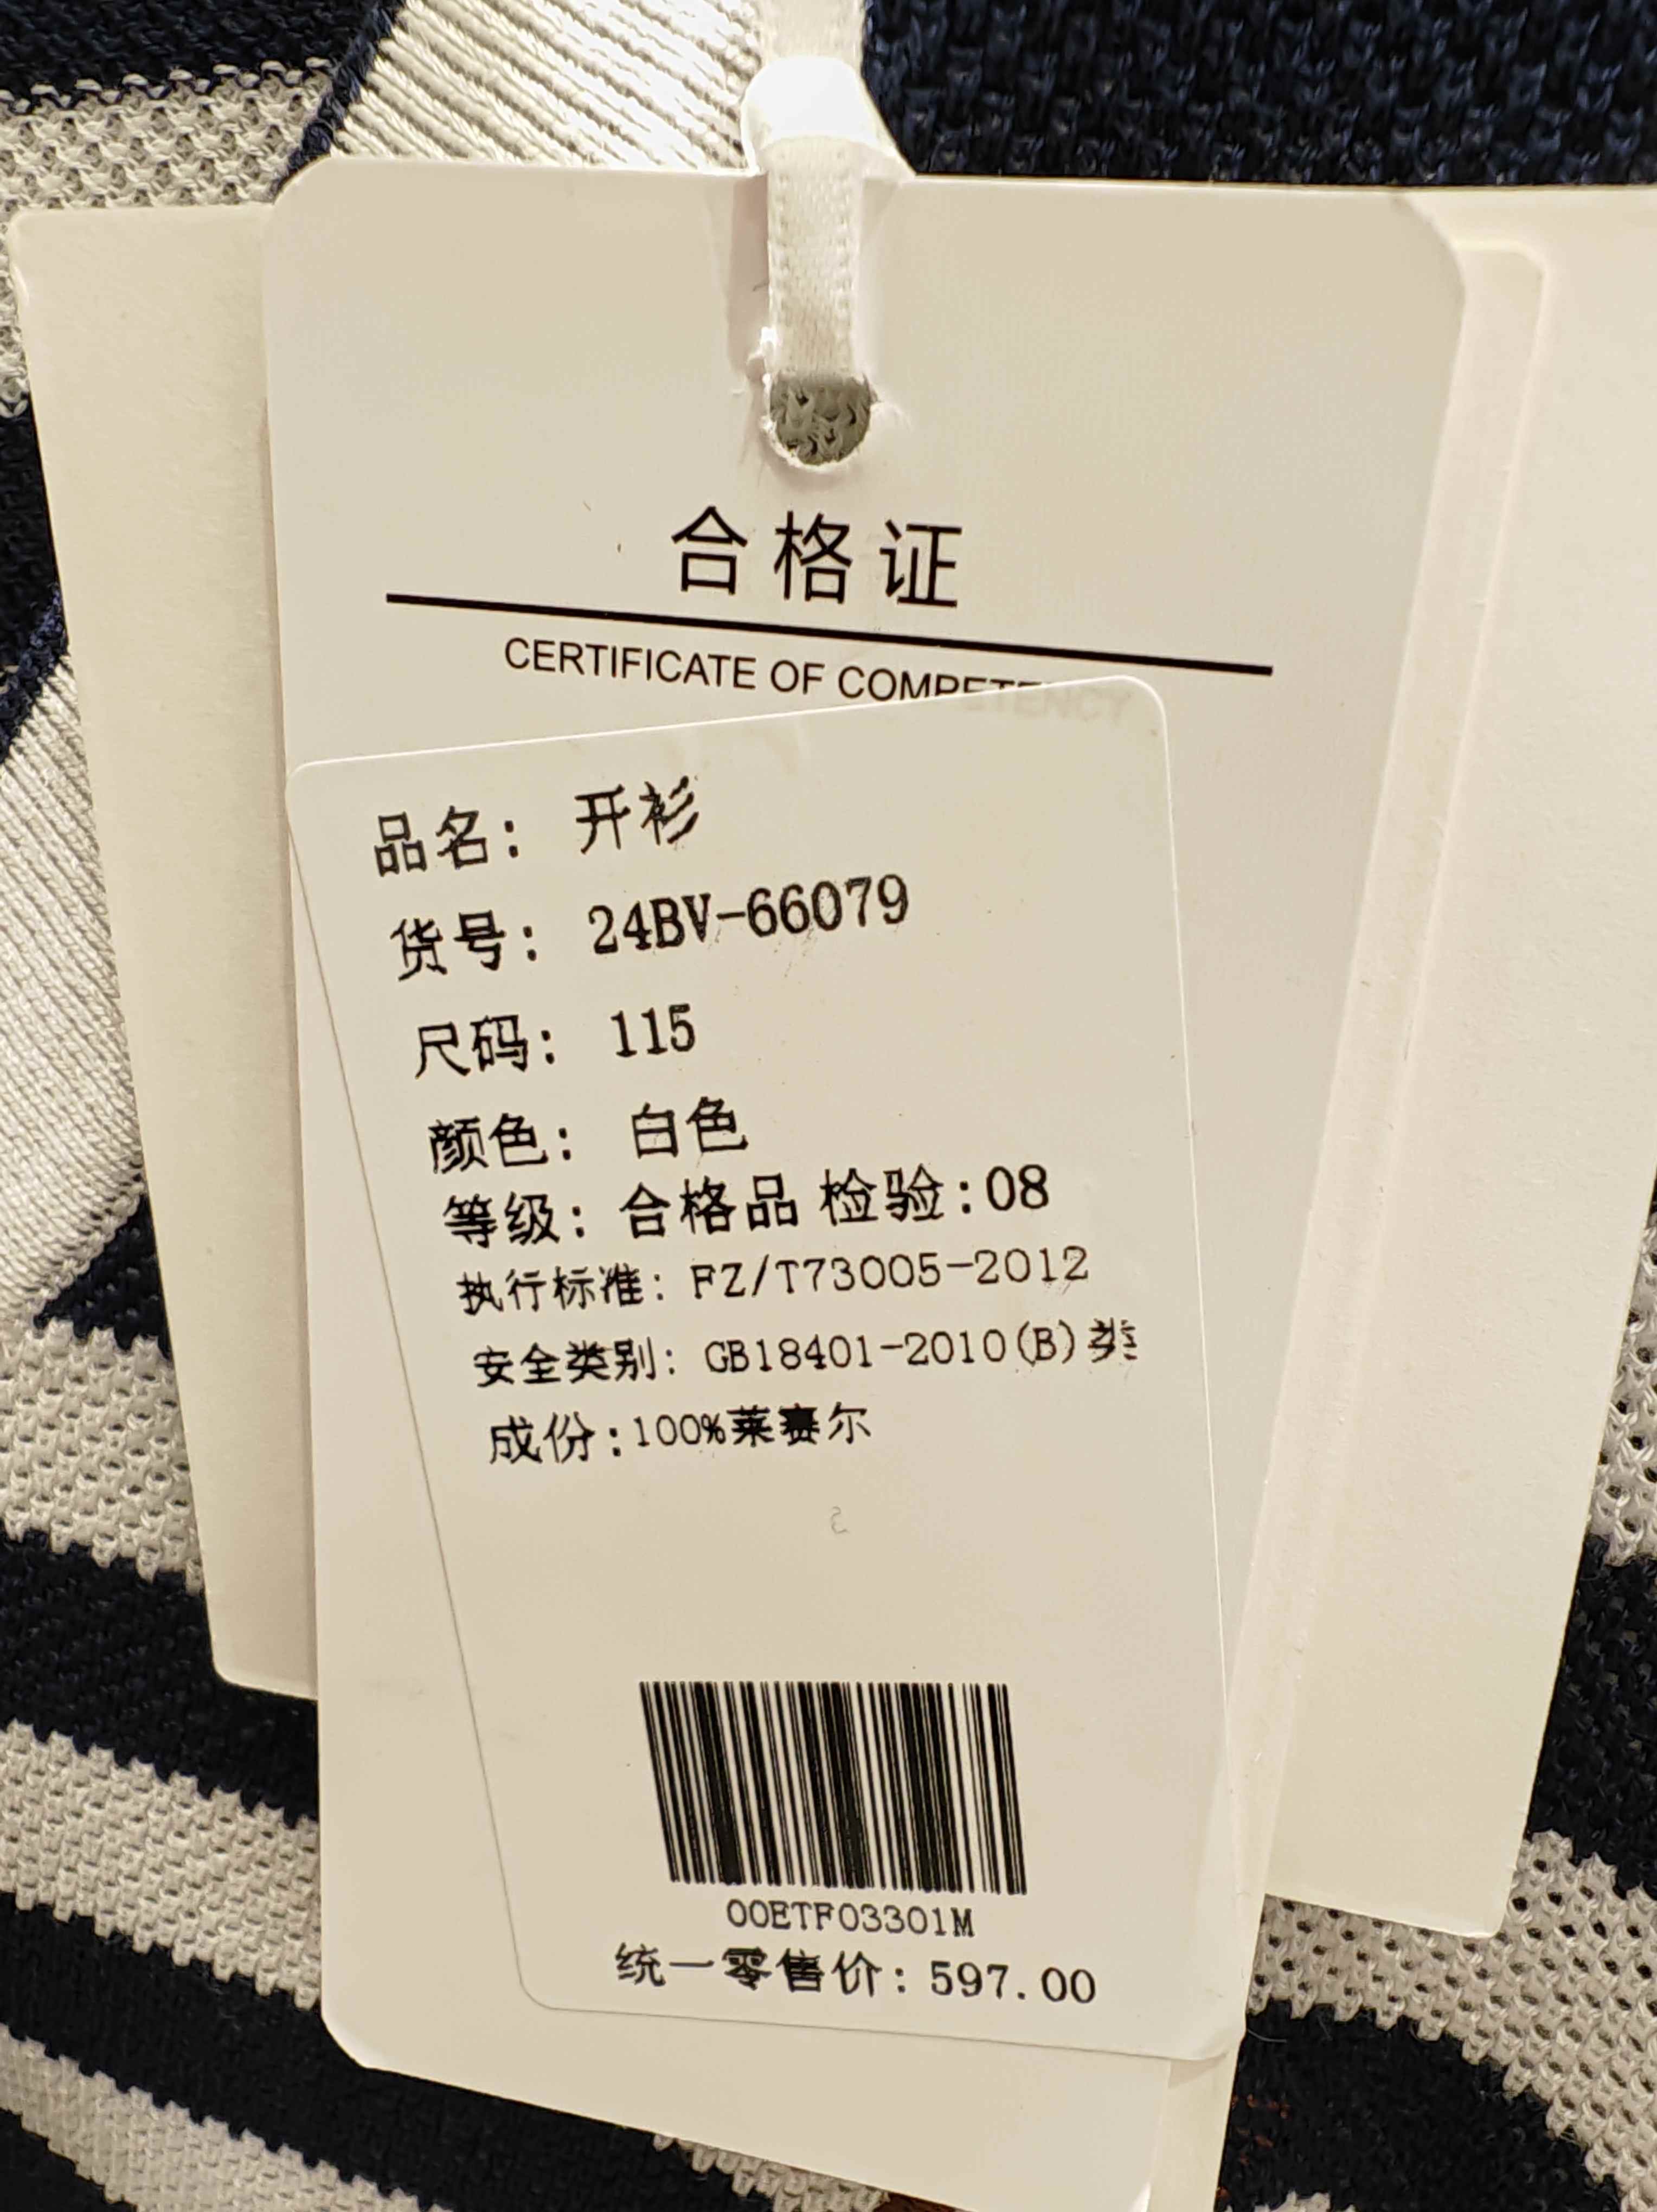 合格证
CERTIFICATE OF COMPETENCY
品名： 开衫
货号： 24BV-66079
尺码： 115
颜色： 白色
等级： 合格品 检验:08
执行标准： FZ/T73005-2012
安全类别： GB18401-2010(B)类
成份:100%莱赛尔
00ETF03301M
统一零售价: 597.00